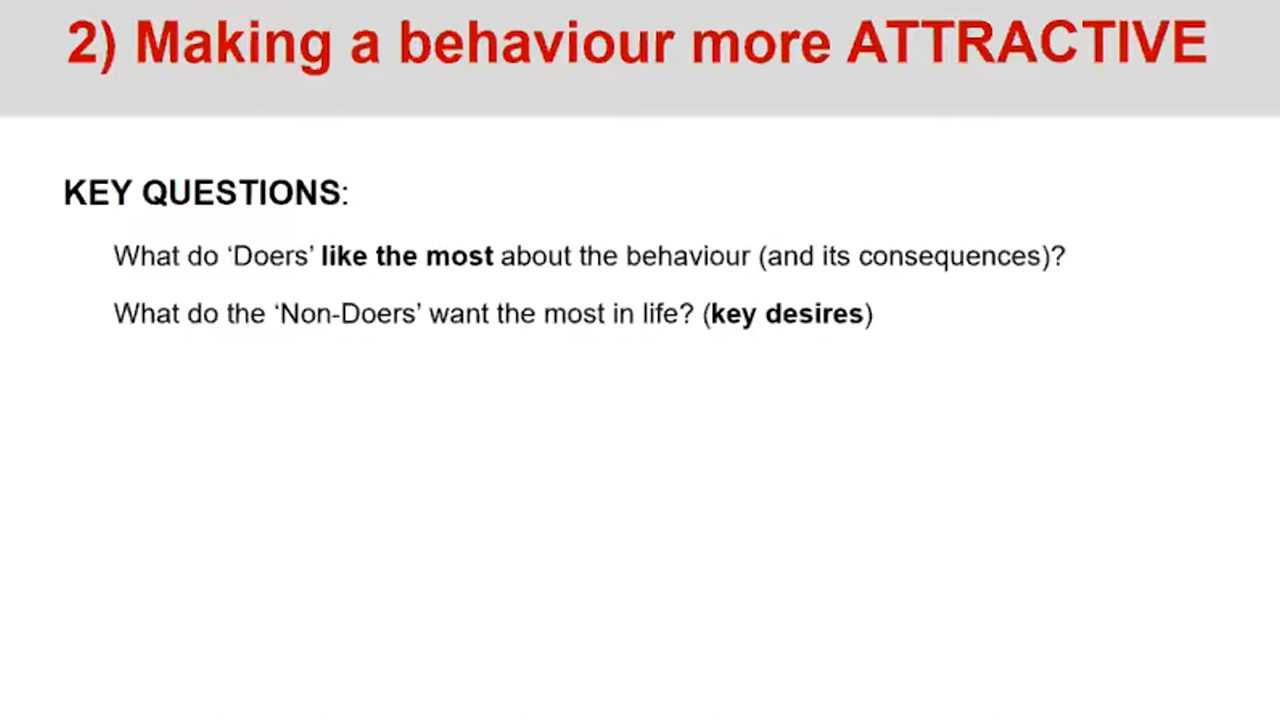 2) Making a behaviour more ATTRACTIVE
KEY QUESTIONS:
What do ‘Doers’ like the most about the behaviour (and its consequences)?
What do the ‘Non-Doers’ want the most in life? (key desires)